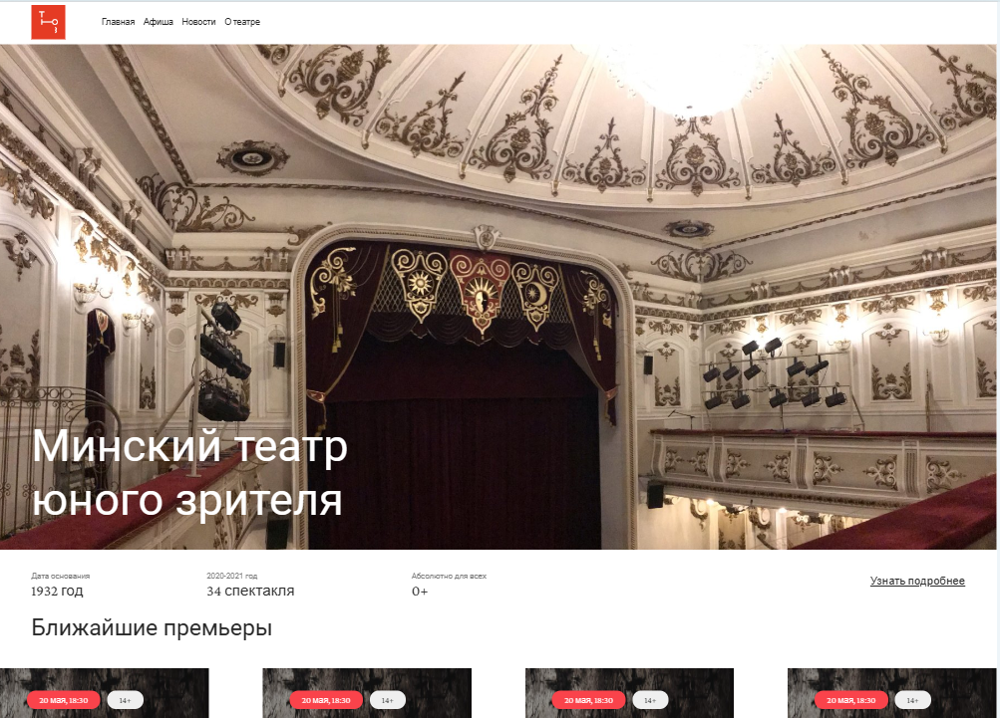 ТЮЗ
Главная Афиша Новости О театре
Минский театр
юного зрителя
Дата основания 2020-2021 год Абсолютно для всех
1932 год 34 спектакля 0+ Узнать подробнее
Ближайшие премьеры
20 мая, 18:30 14+ 20 мая, 18:30 14+ 20 мая, 18:30 14+ 20 мая, 18:30 14+